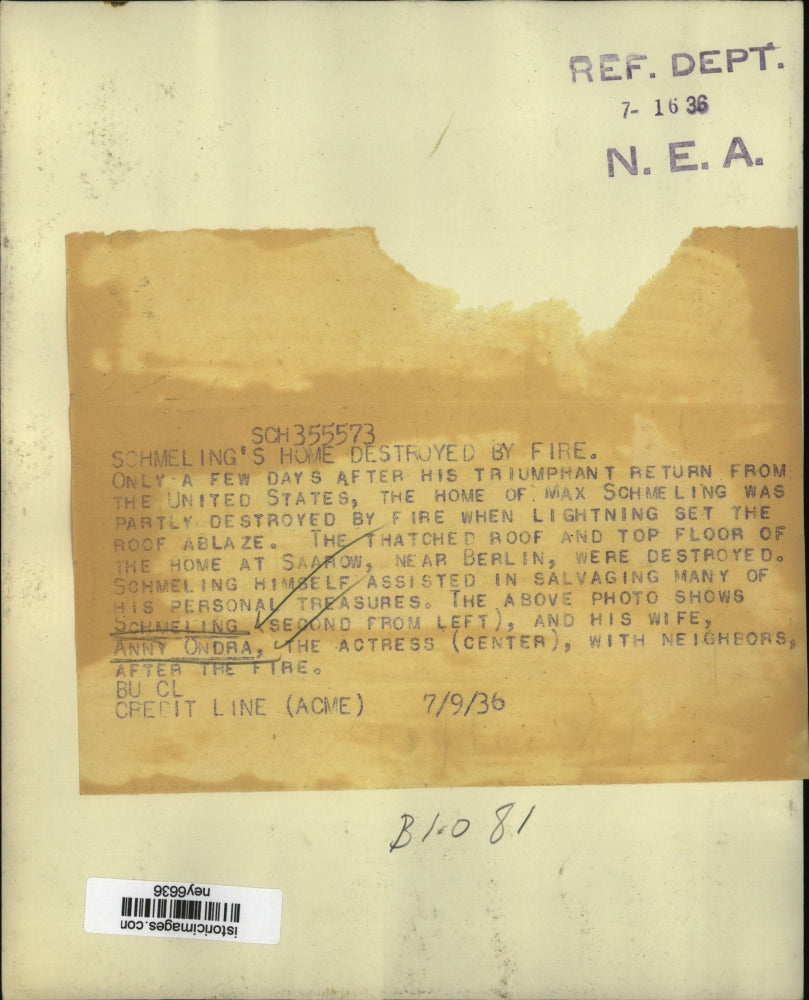 REF. DEPT.
7- 16 36
N. E. A.
SCH355573
SCHMELING'S HOME DESTROYED BY FIRE.
ONLY A FEW DAYS AFTER HIS TRIUMPHANT RETURN FROM
THE UNITED STATES, THE HOME OF MAX SCHMELING WAS
PARTLY DESTROYED BY FIRE WHEN LIGHTNING SET THE
ROOF ABLAZE. THE THATCHED ROOF AND TOP FLOOR OF
THE HOME AT SAAROW, NEAR BERLIN, WERE DESTROYED.
SCHMELING HIMSELF ASSISTED IN SALVAGING MANY OF
HIS PERSONAL TREASURES. THE ABOVE PHOTO SHOWS
SCHMELING (SECOND FROM LEFT), AND HIS WIFE,
ANNY ONDRA, THE ACTRESS (CENTER), WITH NEIGHBORS,
AFTER THE FIRE.
BU CL
CREDIT LINE (ACME) 7/9/36
81
istoricimages.con
ney6636